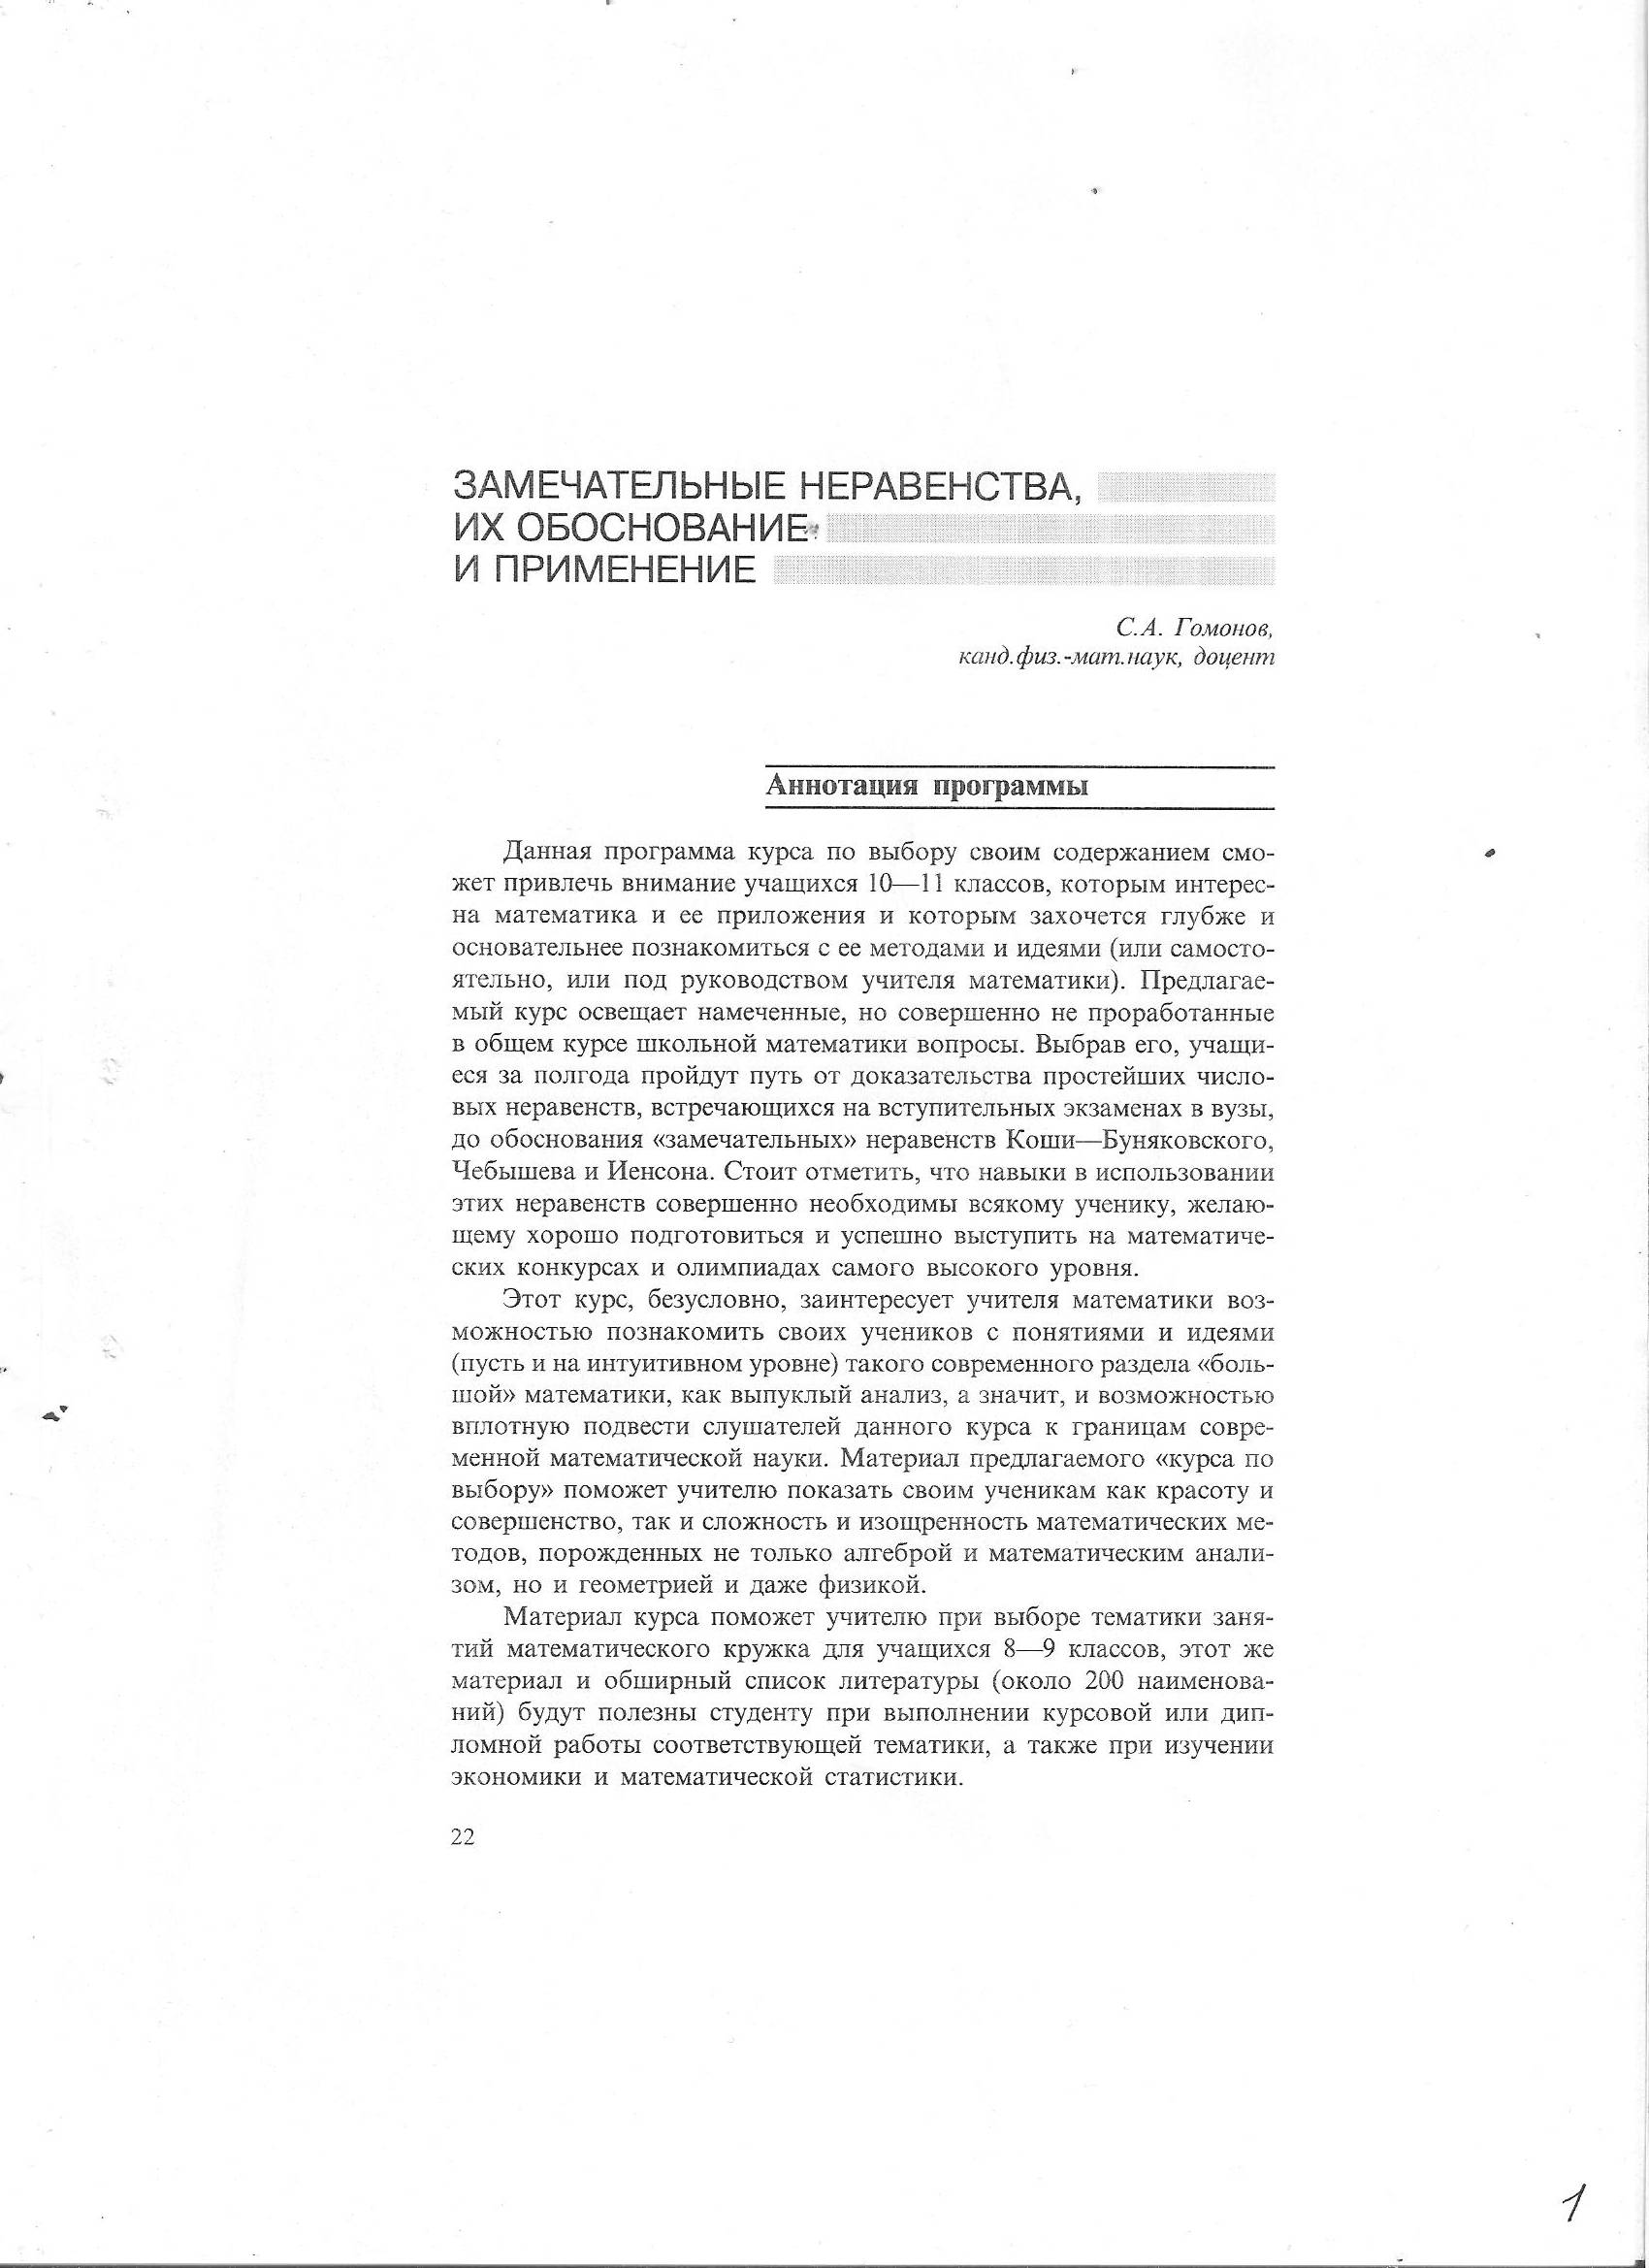 ЗАМЕЧАТЕЛЬНЫЕ НЕРАВЕНСТВА,
ИХ ОБОСНОВАНИЕ
И ПРИМЕНЕНИЕ
С.А. Гомонов,
канд.физ.-мат.наук, доцент
Аннотация программы
Данная программа курса по выбору своим содержанием смо-
жет привлечь внимание учащихся 10—11 классов, которым интерес-
на математика и ее приложения и которым захочется глубже и
основательнее познакомиться с ее методами и идеями (или самосто-
ятельно, или под руководством учителя математики). Предлагае-
мый курс освещает намеченные, но совершенно не проработанные
в общем курсе школьной математики вопросы. Выбрав его, учащи-
еся за полгода пройдут путь от доказательства простейших число-
вых неравенств, встречающихся на вступительных экзаменах в вузы,
до обоснования «замечательных» неравенств Коши—Буняковского,
Чебышева и Иенсона. Стоит отметить, что навыки в использовании
этих неравенств совершенно необходимы всякому ученику, желаю-
щему хорошо подготовиться и успешно выступить на математиче-
ских конкурсах и олимпиадах самого высокого уровня.
Этот курс, безусловно, заинтересует учителя математики воз-
можностью познакомить своих учеников с понятиями и идеями
(пусть и на интуитивном уровне) такого современного раздела «боль-
шой» математики, как выпуклый анализ, а значит, и возможностью
вплотную подвести слушателей данного курса к границам совре-
менной математической науки. Материал предлагаемого «курса по
выбору» поможет учителю показать своим ученикам как красоту и
совершенство, так и сложность и изощренность математических ме-
тодов, порожденных не только алгеброй и математическим анали-
зом, но и геометрией и даже физикой.
Материал курса поможет учителю при выборе тематики заня-
тий математического кружка для учащихся 8—9 классов, этот же
материал и обширный список литературы (около 200 наименова-
ний) будут полезны студенту при выполнении курсовой или дип-
ломной работы соответствующей тематики, а также при изучении
экономики и математической статистики.
22
1